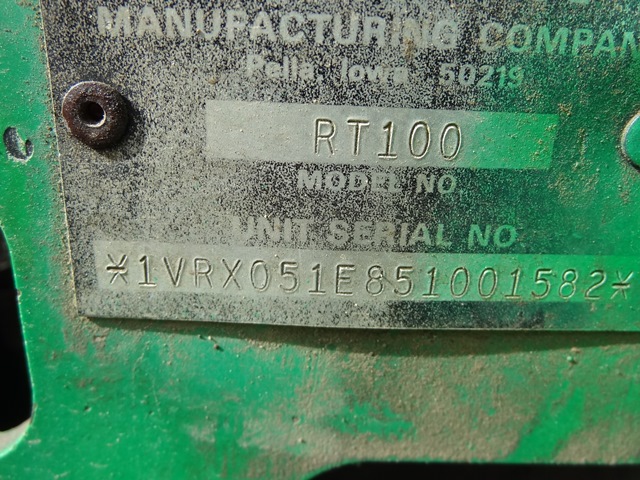 MANUFACTURING COMPAN
Pella, Iowa 50219
RT100
MODEL NO.
UNIT SERIAL NO.
*1VRX051E851001582*